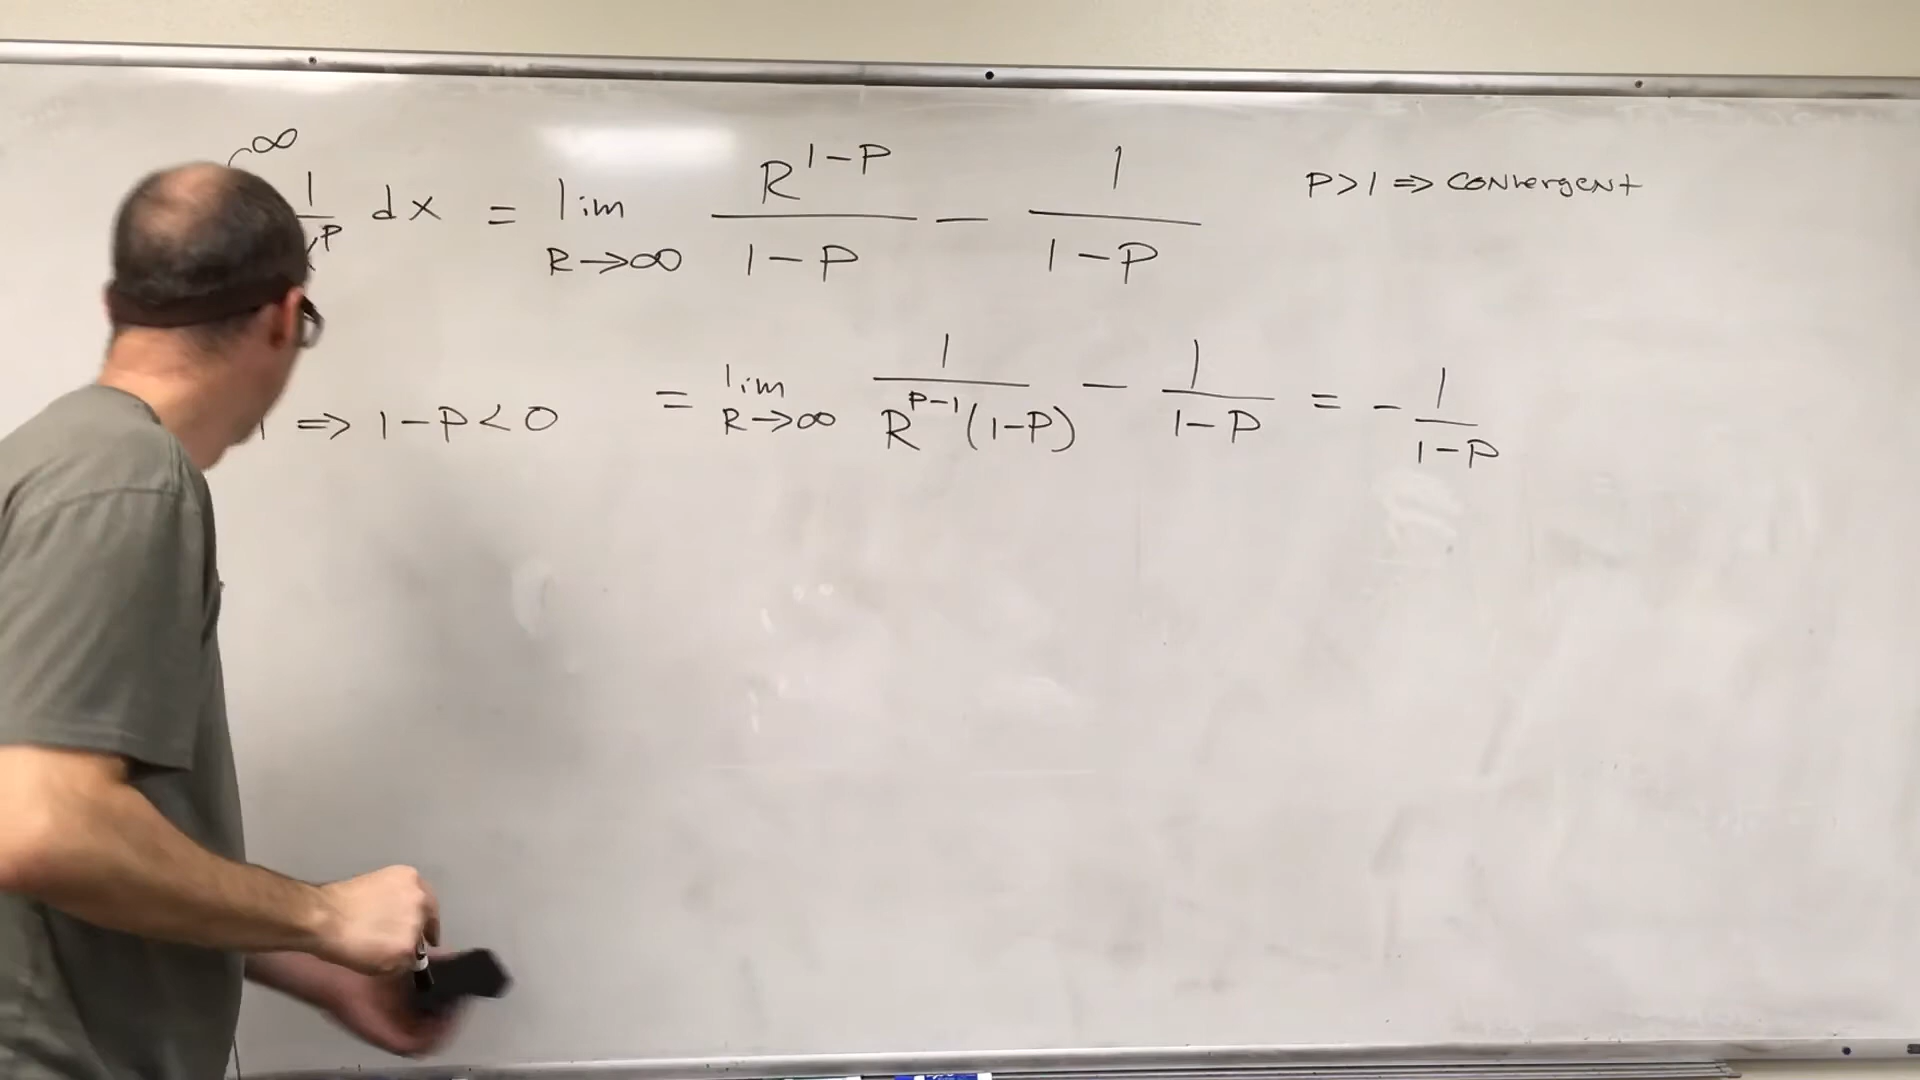 ∞ 1/x^P dx = lim R→∞ R^(1-P)/(1-P) - 1/(1-P)
P>1 ⇒ convergent
1 ⇒ 1-P<0
= lim R→∞ 1/(R^(P-1)(1-P)) - 1/(1-P) = - 1/(1-P)